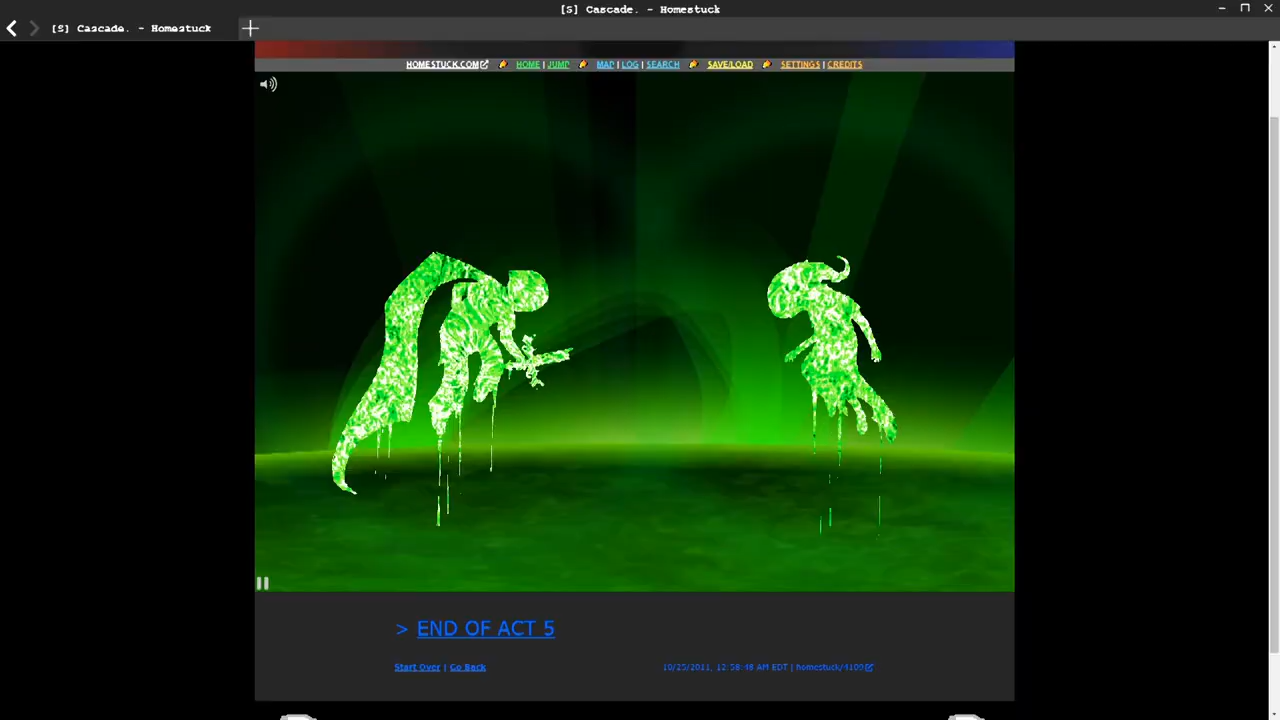 [S] Cascade. - Homestuck
[S] Cascade. - Homestuck
HOMESTUCK.COM HOME | JUMP MAP | LOG | SEARCH SAVE/LOAD SETTINGS | CREDITS
> END OF ACT 5
Start Over | Go Back
10/25/2011, 12:58:48 AM EDT | homestuck/4109